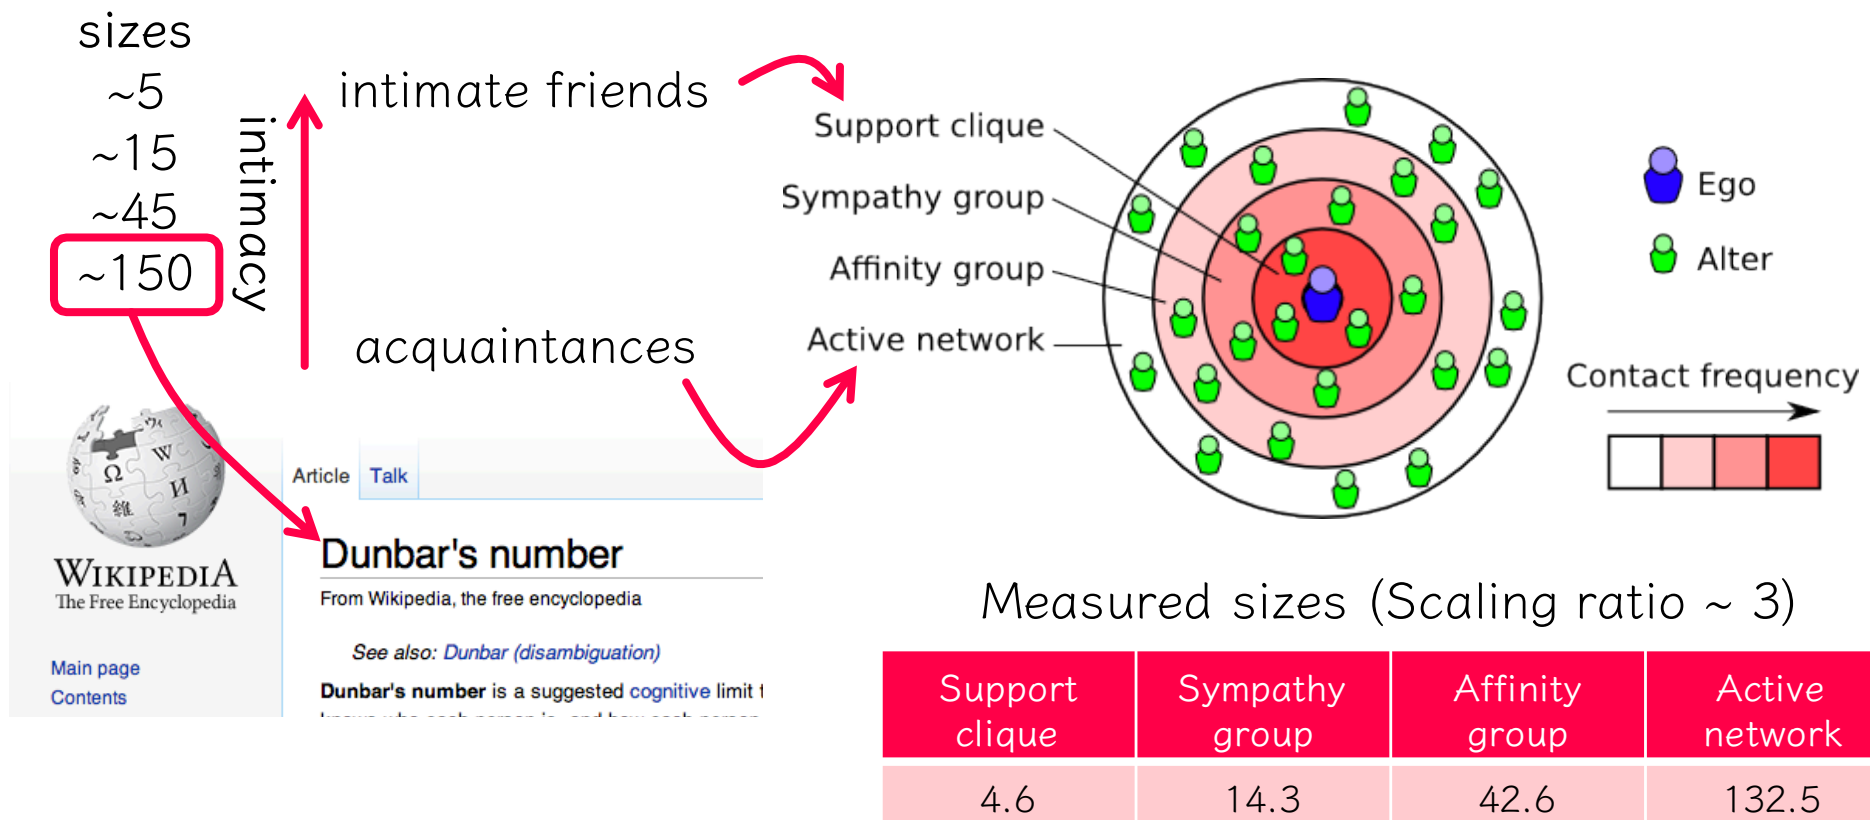 sizes
~5
~15
~45
~150
intimacy
intimate friends
acquaintances
Support clique
Sympathy group
Affinity group
Active network
Ego
Alter
Contact frequency
Ω
W
И
維
7
WIKIPEDIA
The Free Encyclopedia
Main page
Contents
Article Talk
Dunbar's number
From Wikipedia, the free encyclopedia
See also: Dunbar (disambiguation)
Dunbar's number is a suggested cognitive limit
Measured sizes (Scaling ratio ~ 3)
Support clique
Sympathy group
Affinity group
Active network
4.6 14.3 42.6 132.5